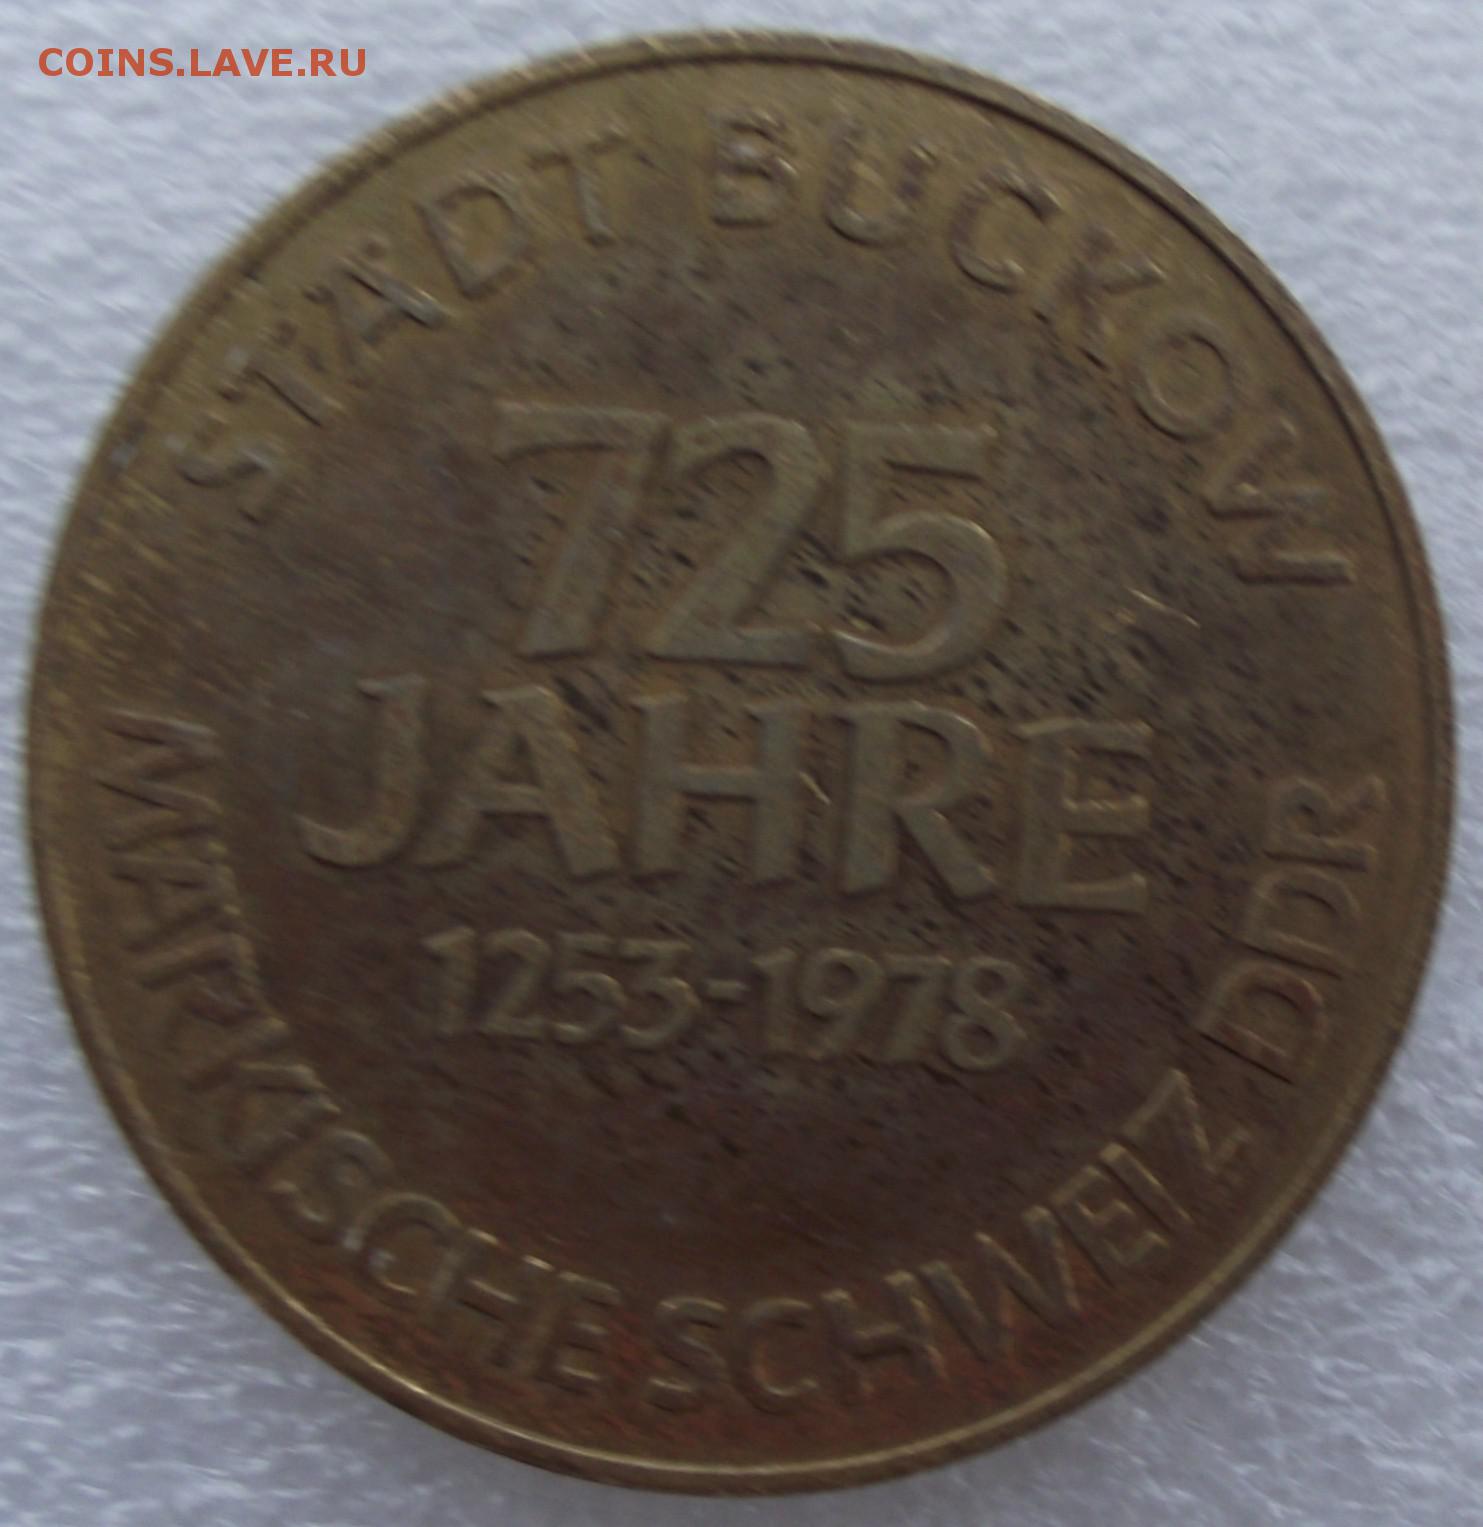 COINS.LAVE.RU
STADT BUCKOW
725
JAHRE
1253-1978
MÄRKISCHE SCHWEIZ DDR